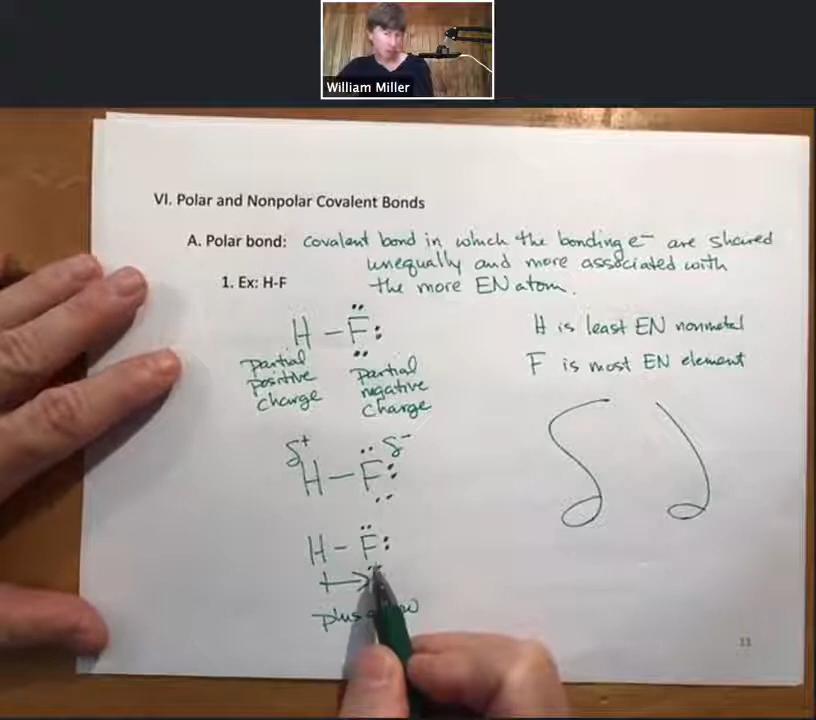 William Miller
VI. Polar and Nonpolar Covalent Bonds
A. Polar bond: covalent bond in which the bonding e⁻ are shared
unequally and more associated with
1. Ex: H-F the more EN atom.
H – F
H is least EN nonmetal
partial positive charge
Partial negative charge
F is most EN element
δ⁺ δ⁻
H – F
δ
H – F
plus
11